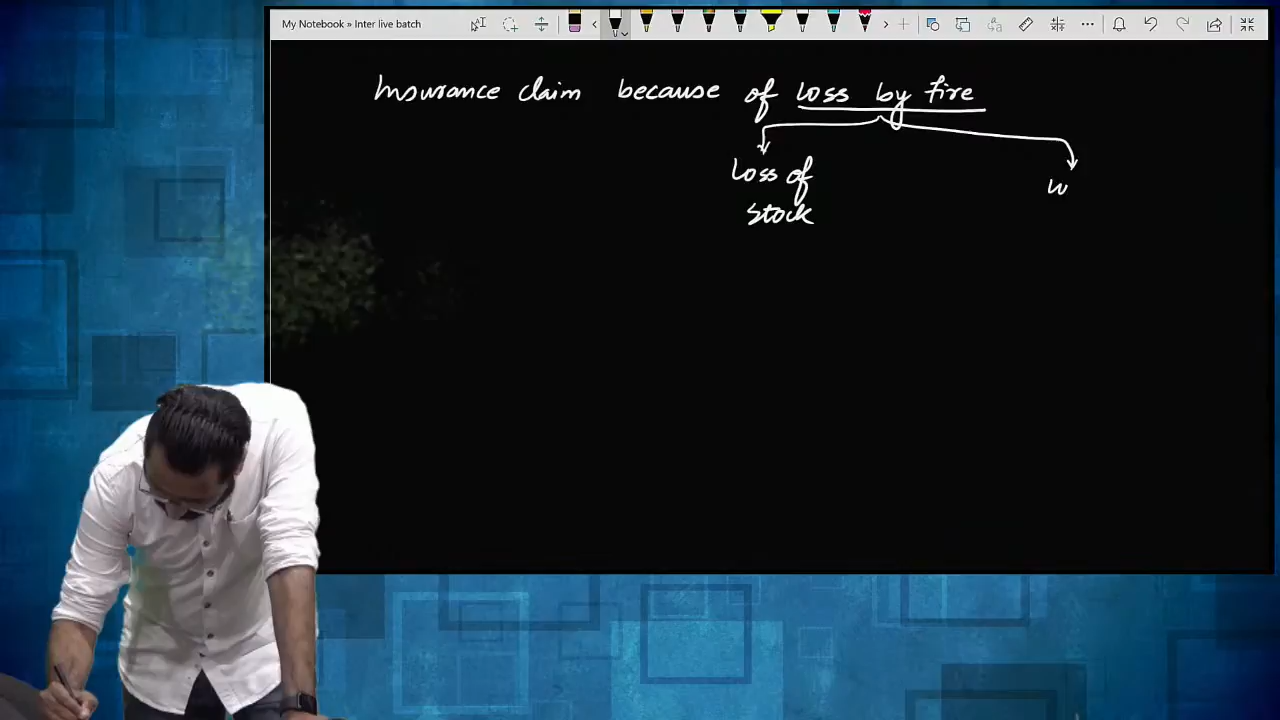 My Notebook » Inter live batch
Insurance claim because of loss by fire
Loss of
Stock